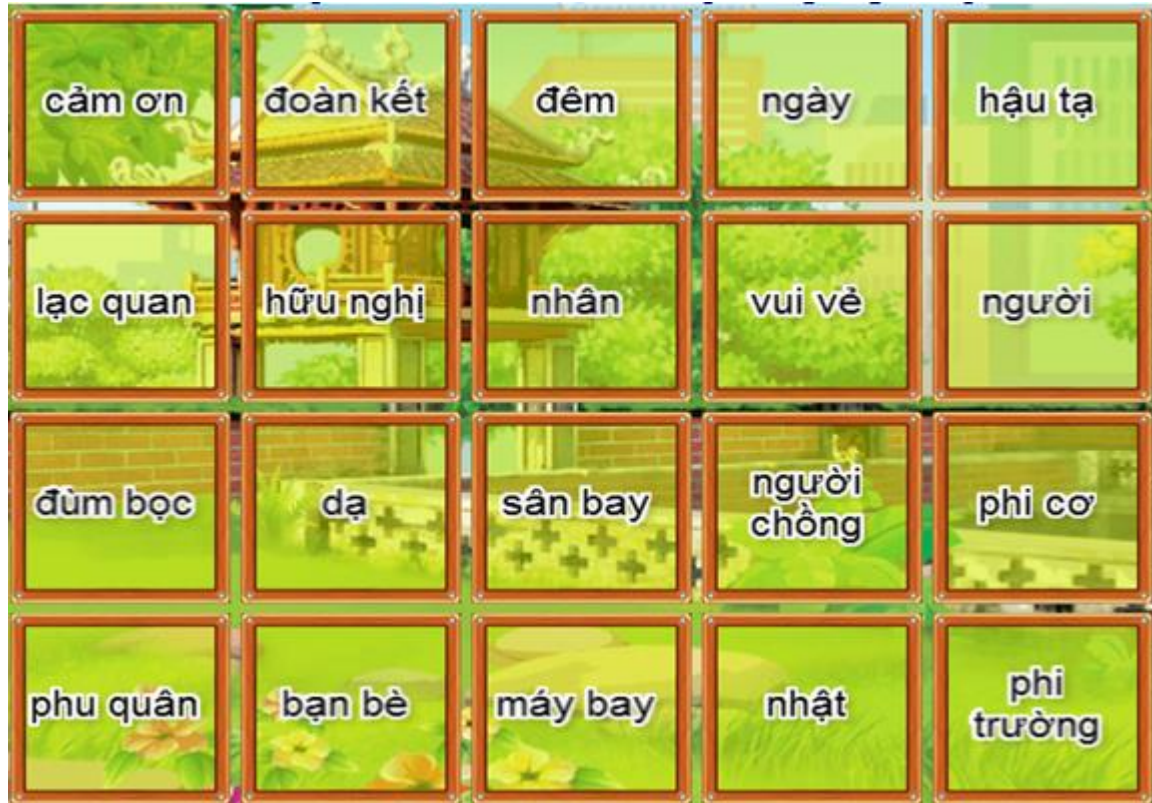 cảm ơn
đoàn kết
đêm
ngày
hậu tạ
lạc quan
hữu nghị
nhân
vui vẻ
người
đùm bọc
dạ
sân bay
người
chồng
phi cơ
phu quân
bạn bè
máy bay
nhật
phi
trường